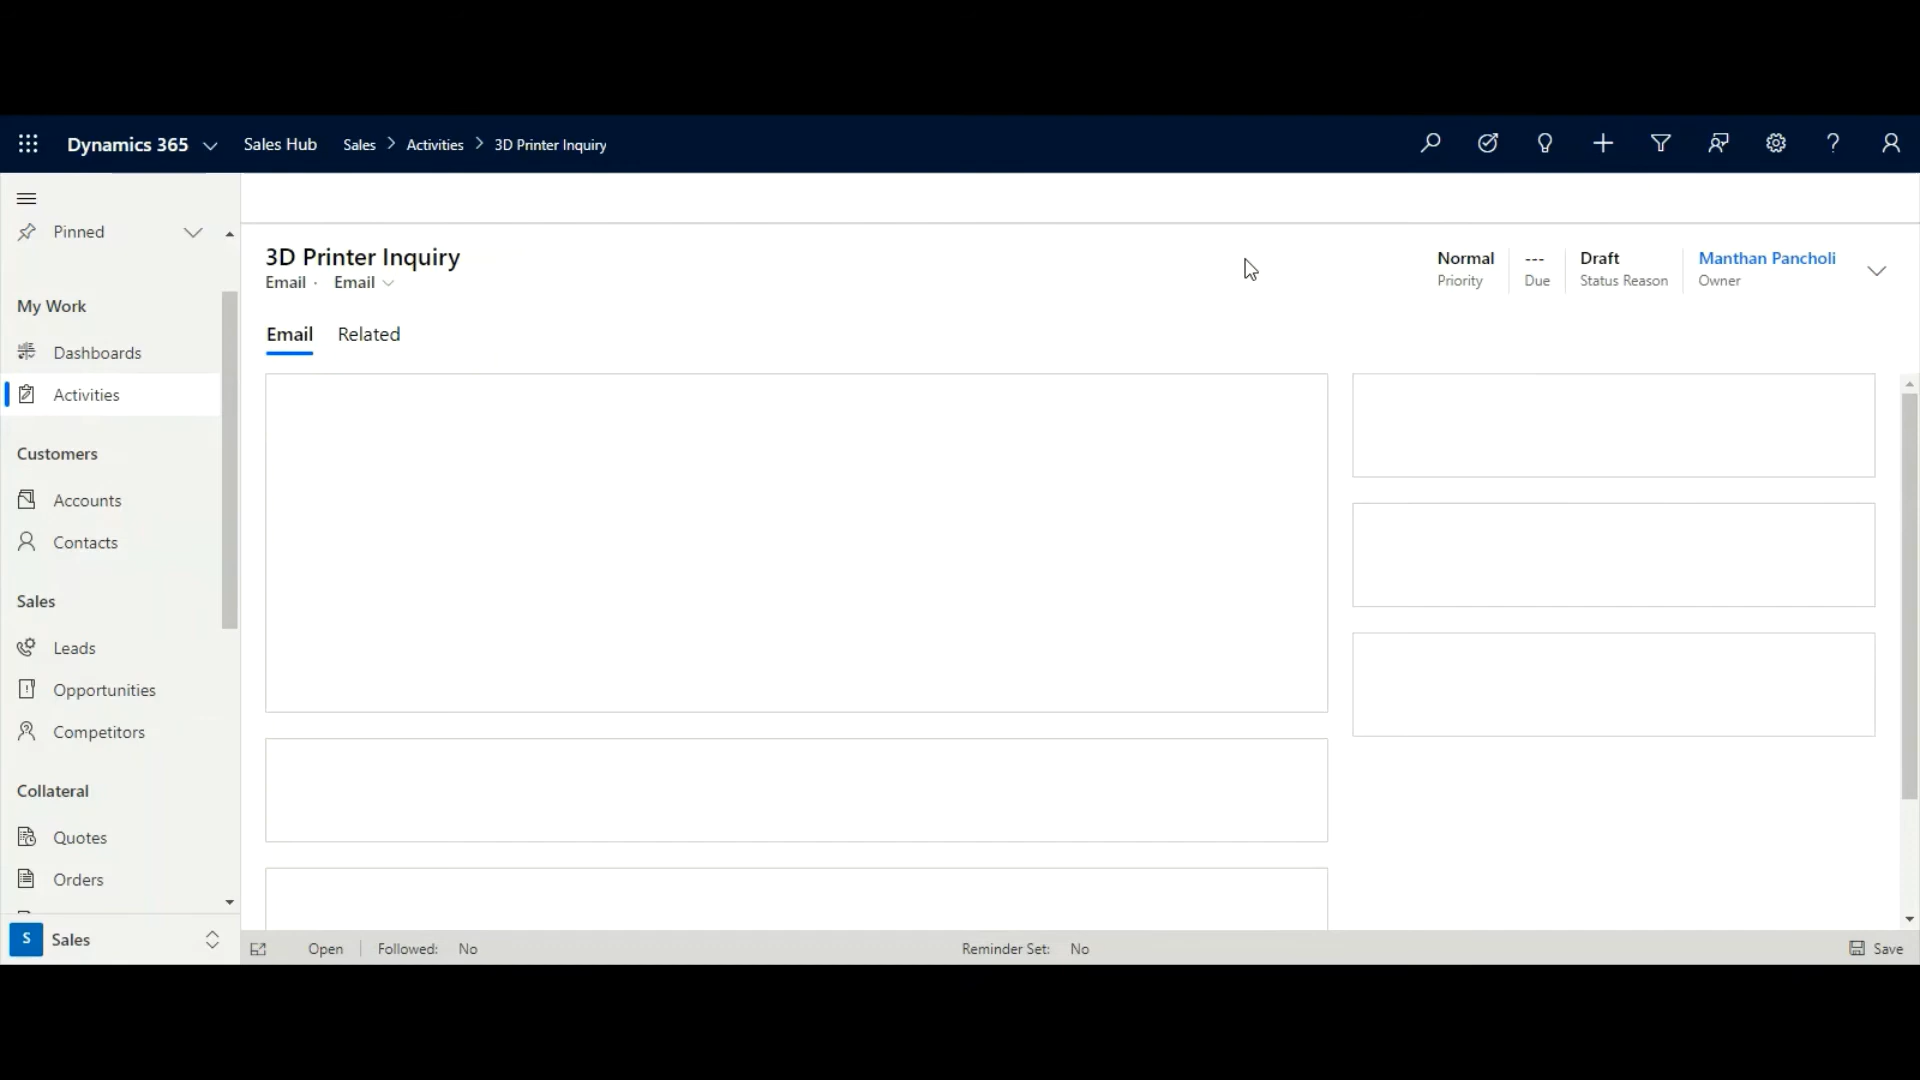 Dynamics 365 Sales Hub Sales Activities 3D Printer Inquiry
Pinned
My Work
Dashboards
Activities
Customers
Accounts
Contacts
Sales
Leads
Opportunities
Competitors
Collateral
Quotes
Orders
S Sales
3D Printer Inquiry
Email · Email
Normal
Priority
---
Due
Draft
Status Reason
Manthan Pancholi
Owner
Email Related
Open Followed: No Reminder Set: No Save